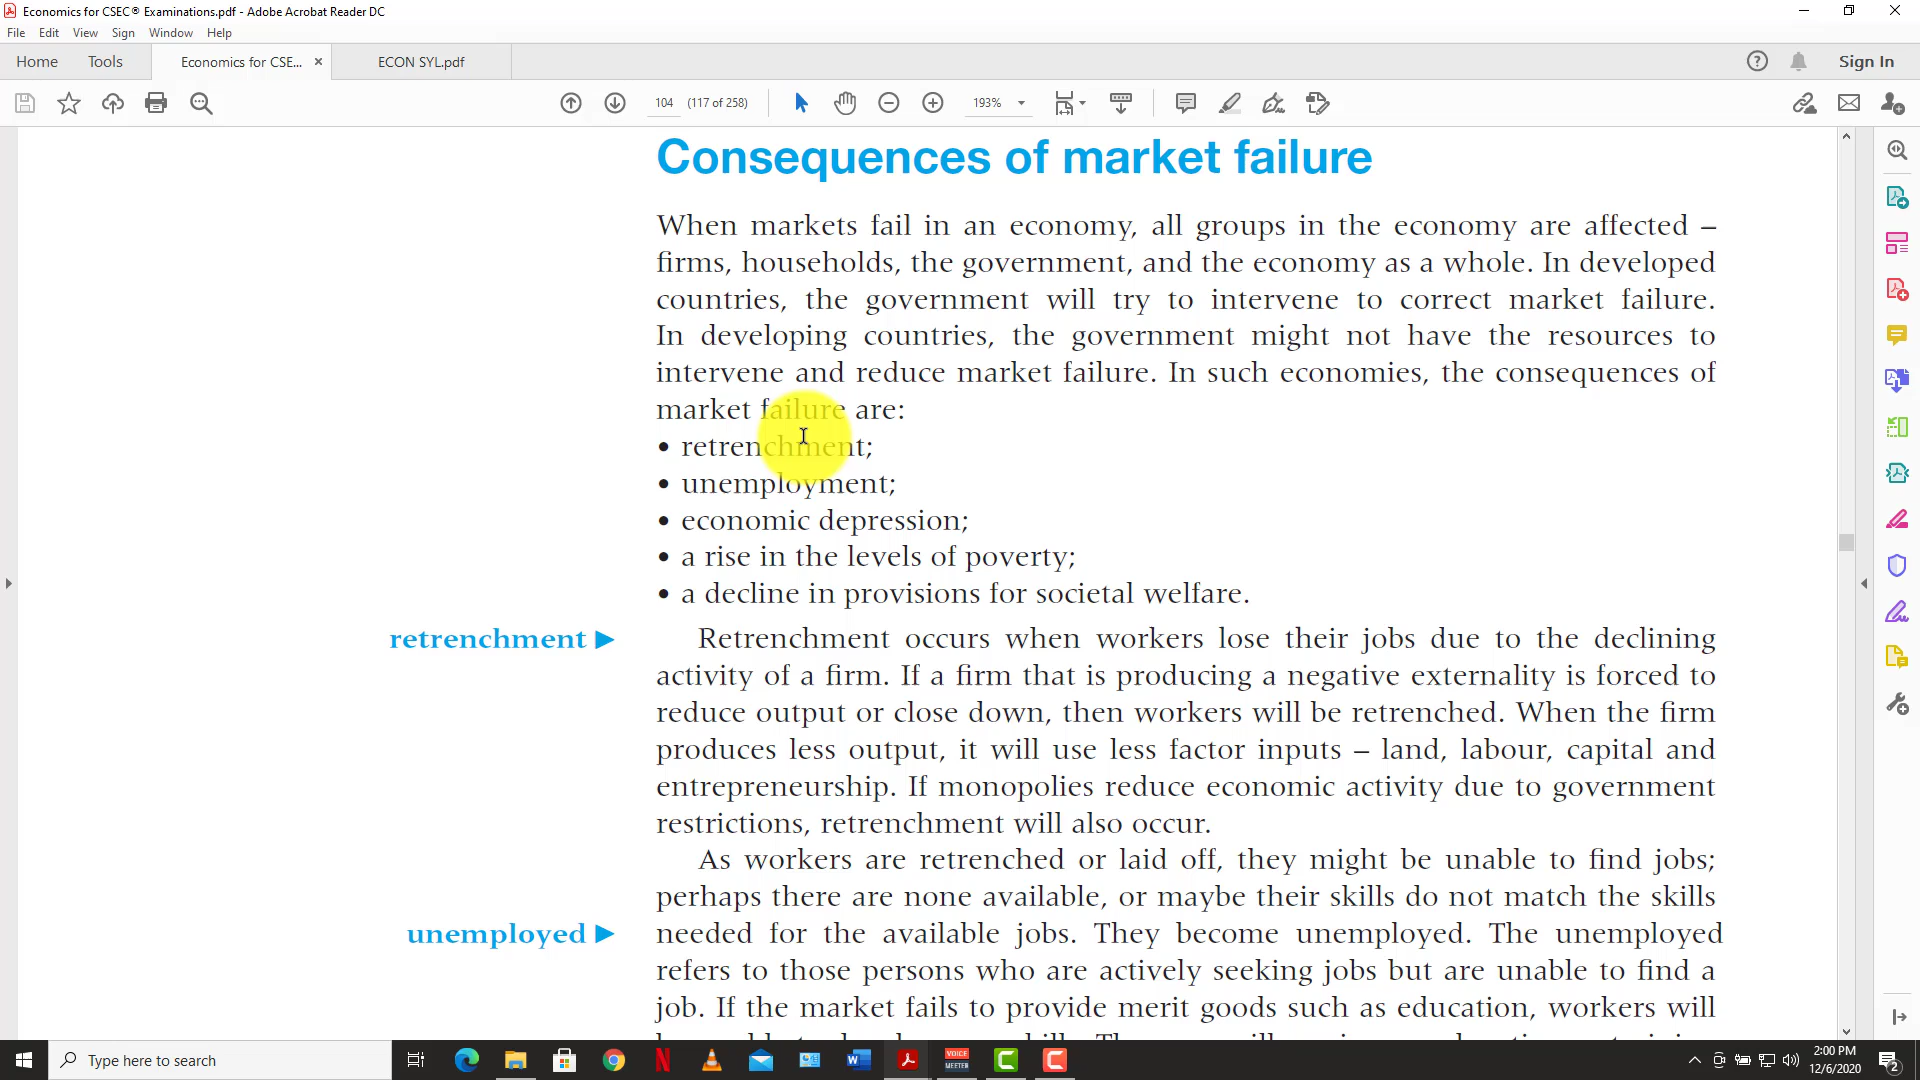 Economics for CSEC® Examinations.pdf - Adobe Acrobat Reader DC
File Edit View Sign Window Help
Home Tools Economics for CSE... × ECON SYL.pdf Sign In
104 (117 of 258) 193%
Consequences of market failure
When markets fail in an economy, all groups in the economy are affected –
firms, households, the government, and the economy as a whole. In developed
countries, the government will try to intervene to correct market failure.
In developing countries, the government might not have the resources to
intervene and reduce market failure. In such economies, the consequences of
market failure are:
• retrenchment;
• unemployment;
• economic depression;
• a rise in the levels of poverty;
• a decline in provisions for societal welfare.
retrenchment ▶ Retrenchment occurs when workers lose their jobs due to the declining
activity of a firm. If a firm that is producing a negative externality is forced to
reduce output or close down, then workers will be retrenched. When the firm
produces less output, it will use less factor inputs – land, labour, capital and
entrepreneurship. If monopolies reduce economic activity due to government
restrictions, retrenchment will also occur.
As workers are retrenched or laid off, they might be unable to find jobs;
perhaps there are none available, or maybe their skills do not match the skills
unemployed ▶ needed for the available jobs. They become unemployed. The unemployed
refers to those persons who are actively seeking jobs but are unable to find a
job. If the market fails to provide merit goods such as education, workers will
Type here to search
VOICE
MEETER
2:00 PM
12/6/2020
2